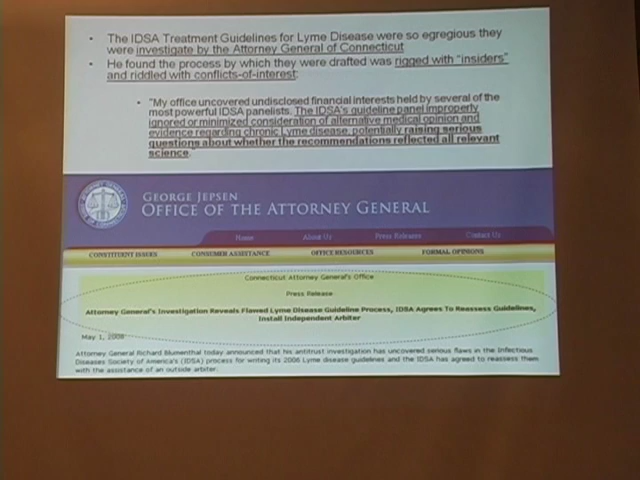 • The IDSA Treatment Guidelines for Lyme Disease were so egregious they
were investigate by the Attorney General of Connecticut
• He found the process by which they were drafted was rigged with "insiders"
and riddled with conflicts-of-interest:
• "My office uncovered undisclosed financial interests held by several of the
most powerful IDSA panelists. The IDSA's guideline panel improperly
ignored or minimized consideration of alternative medical opinion and
evidence regarding chronic Lyme disease, potentially raising serious
questions about whether the recommendations reflected all relevant
science.
GEORGE JEPSEN
OFFICE OF THE ATTORNEY GENERAL
Home About Us Press Releases Contact Us
CONSTITUENT ISSUES CONSUMER ASSISTANCE OFFICE RESOURCES FORMAL OPINIONS
Connecticut Attorney General's Office
Press Release
Attorney General's Investigation Reveals Flawed Lyme Disease Guideline Process, IDSA Agrees To Reassess Guidelines,
Install Independent Arbiter
May 1, 2008
Attorney General Richard Blumenthal today announced that his antitrust investigation has uncovered serious flaws in the Infectious
Diseases Society of America's (IDSA) process for writing its 2006 Lyme disease guidelines and the IDSA has agreed to reassess them
with the assistance of an outside arbiter.